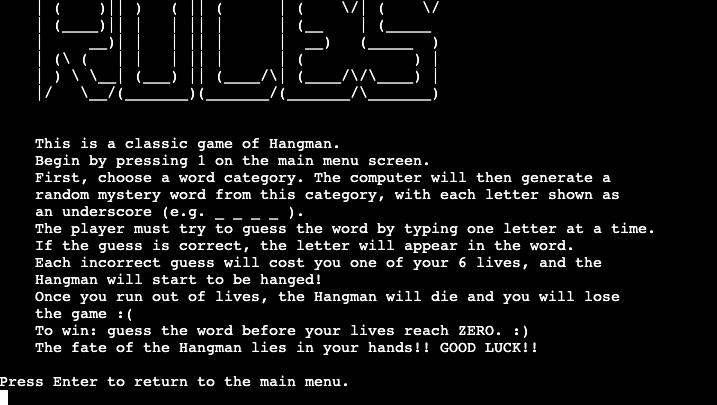 RULES
This is a classic game of Hangman.
Begin by pressing 1 on the main menu screen.
First, choose a word category. The computer will then generate a
random mystery word from this category, with each letter shown as
an underscore (e.g. _ _ _ _ ).
The player must try to guess the word by typing one letter at a time.
If the guess is correct, the letter will appear in the word.
Each incorrect guess will cost you one of your 6 lives, and the
Hangman will start to be hanged!
Once you run out of lives, the Hangman will die and you will lose
the game :(
To win: guess the word before your lives reach ZERO. :)
The fate of the Hangman lies in your hands!! GOOD LUCK!!
Press Enter to return to the main menu.